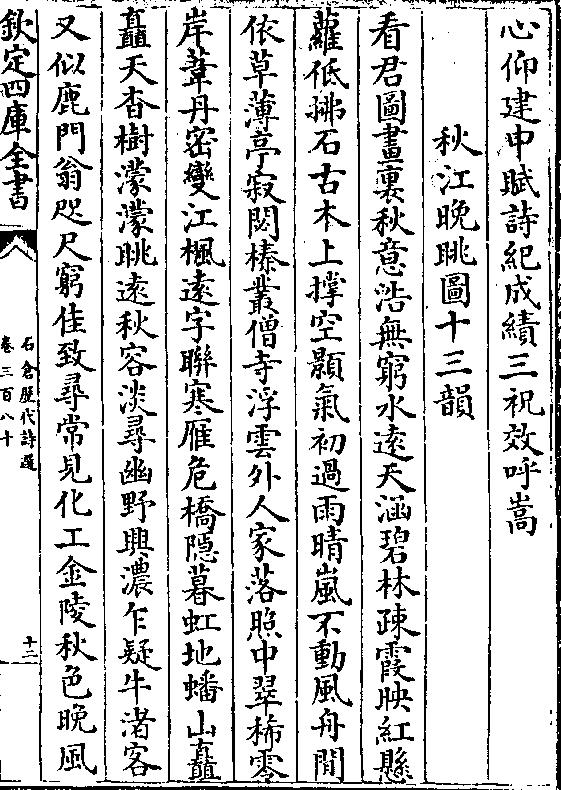 心仰建中賦詩紀成績三祝效呼嵩
秋江晚眺圖十三韻
看君圖畫裏秋意浩無窮水遠天涵碧林疎霞映紅懸
蘿低拂石古木上撐空顥氣初過雨晴嵐不動風舟閒
依草薄亭寂閟榛叢僧寺浮雲外人家落照中翠稀零
岸葦丹密變江楓遠字聯寒雁危橋隠暮虹地蟠山矗
矗天杳樹濛濛眺遠秋容淡尋幽野興濃乍疑牛渚客
又似鹿門翁咫尺窮佳致尋常見化工金陵秋色晚風
欽定四庫全書
石倉歴代詩選
卷三百八十
十二